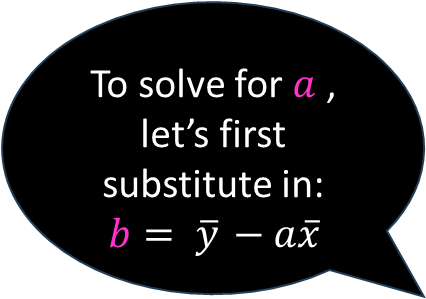 To solve for a ,
let’s first
substitute in:
b = ȳ − ax̄